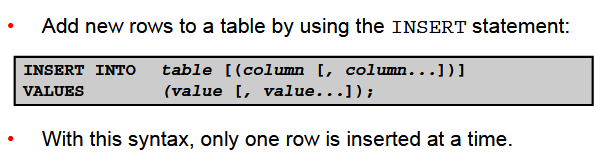 • Add new rows to a table by using the INSERT statement:
INSERT INTO table [(column [, column...])]
VALUES (value [, value...]);
• With this syntax, only one row is inserted at a time.